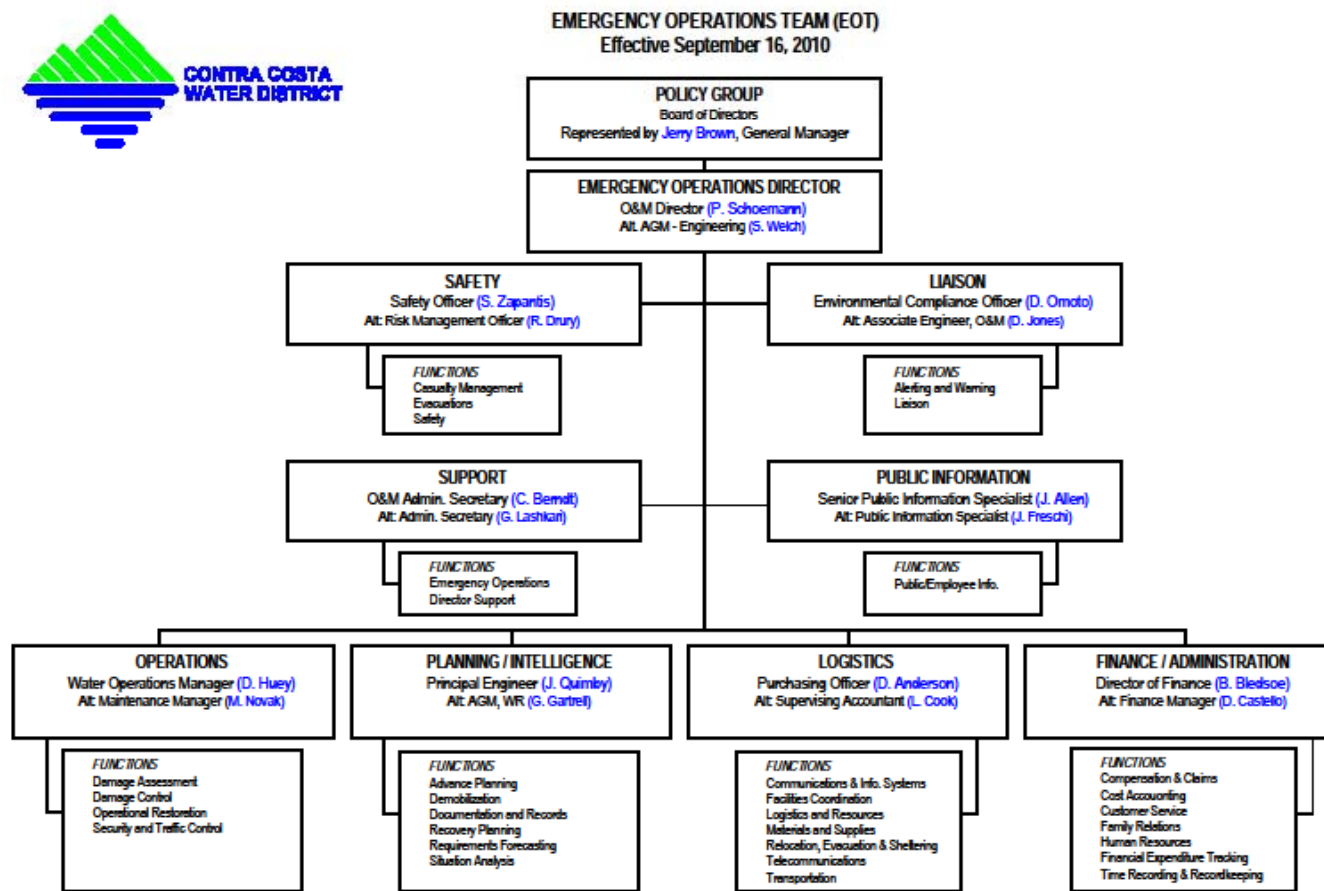 EMERGENCY OPERATIONS TEAM (EOT)
Effective September 16, 2010
CONTRA COSTA
WATER DISTRICT
POLICY GROUP
Board of Directors
Represented by Jerry Brown, General Manager
EMERGENCY OPERATIONS DIRECTOR
O&M Director (P. Schoemann)
Alt. AGM - Engineering (S. Welch)
SAFETY
Safety Officer (S. Zapantis)
Alt: Risk Management Officer (R. Drury)
FUNCTIONS
Casualty Management
Evacuations
Safety
LIAISON
Environmental Compliance Officer (D. Omoto)
Alt: Associate Engineer, O&M (D. Jones)
FUNCTIONS
Alerting and Warning
Liaison
SUPPORT
O&M Admin. Secretary (C. Berndt)
Alt: Admin. Secretary (G. Lashkari)
FUNCTIONS
Emergency Operations
Director Support
PUBLIC INFORMATION
Senior Public Information Specialist (J. Allen)
Alt: Public Information Specialist (J. Freschi)
FUNCTIONS
Public/Employee Info.
OPERATIONS
Water Operations Manager (D. Huey)
Alt: Maintenance Manager (M. Novak)
FUNCTIONS
Damage Assessment
Damage Control
Operational Restoration
Security and Traffic Control
PLANNING / INTELLIGENCE
Principal Engineer (J. Quimby)
Alt: AGM, WR (G. Gartrell)
FUNCTIONS
Advance Planning
Demobilization
Documentation and Records
Recovery Planning
Requirements Forecasting
Situation Analysis
LOGISTICS
Purchasing Officer (D. Anderson)
Alt: Supervising Accountant (L. Cook)
FUNCTIONS
Communications & Info. Systems
Facilities Coordination
Logistics and Resources
Materials and Supplies
Relocation, Evacuation & Sheltering
Telecommunications
Transportation
FINANCE / ADMINISTRATION
Director of Finance (B. Bledsoe)
Alt: Finance Manager (D. Castello)
FUNCTIONS
Compensation & Claims
Cost Accouonting
Customer Service
Family Relations
Human Resources
Financial Expenditure Tracking
Time Recording & Recordkeeping